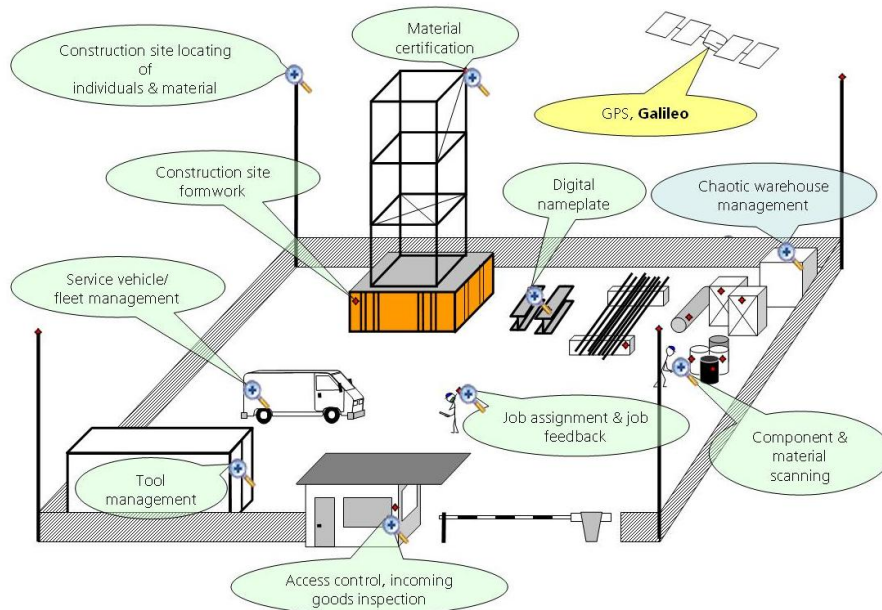 Construction site locating
of
individuals & material
Material
certification
GPS, Galileo
Construction site
formwork
Digital
nameplate
Chaotic warehouse
management
Service vehicle/
fleet management
Job assignment & job
feedback
Component &
material
scanning
Tool
management
Access control, incoming
goods inspection